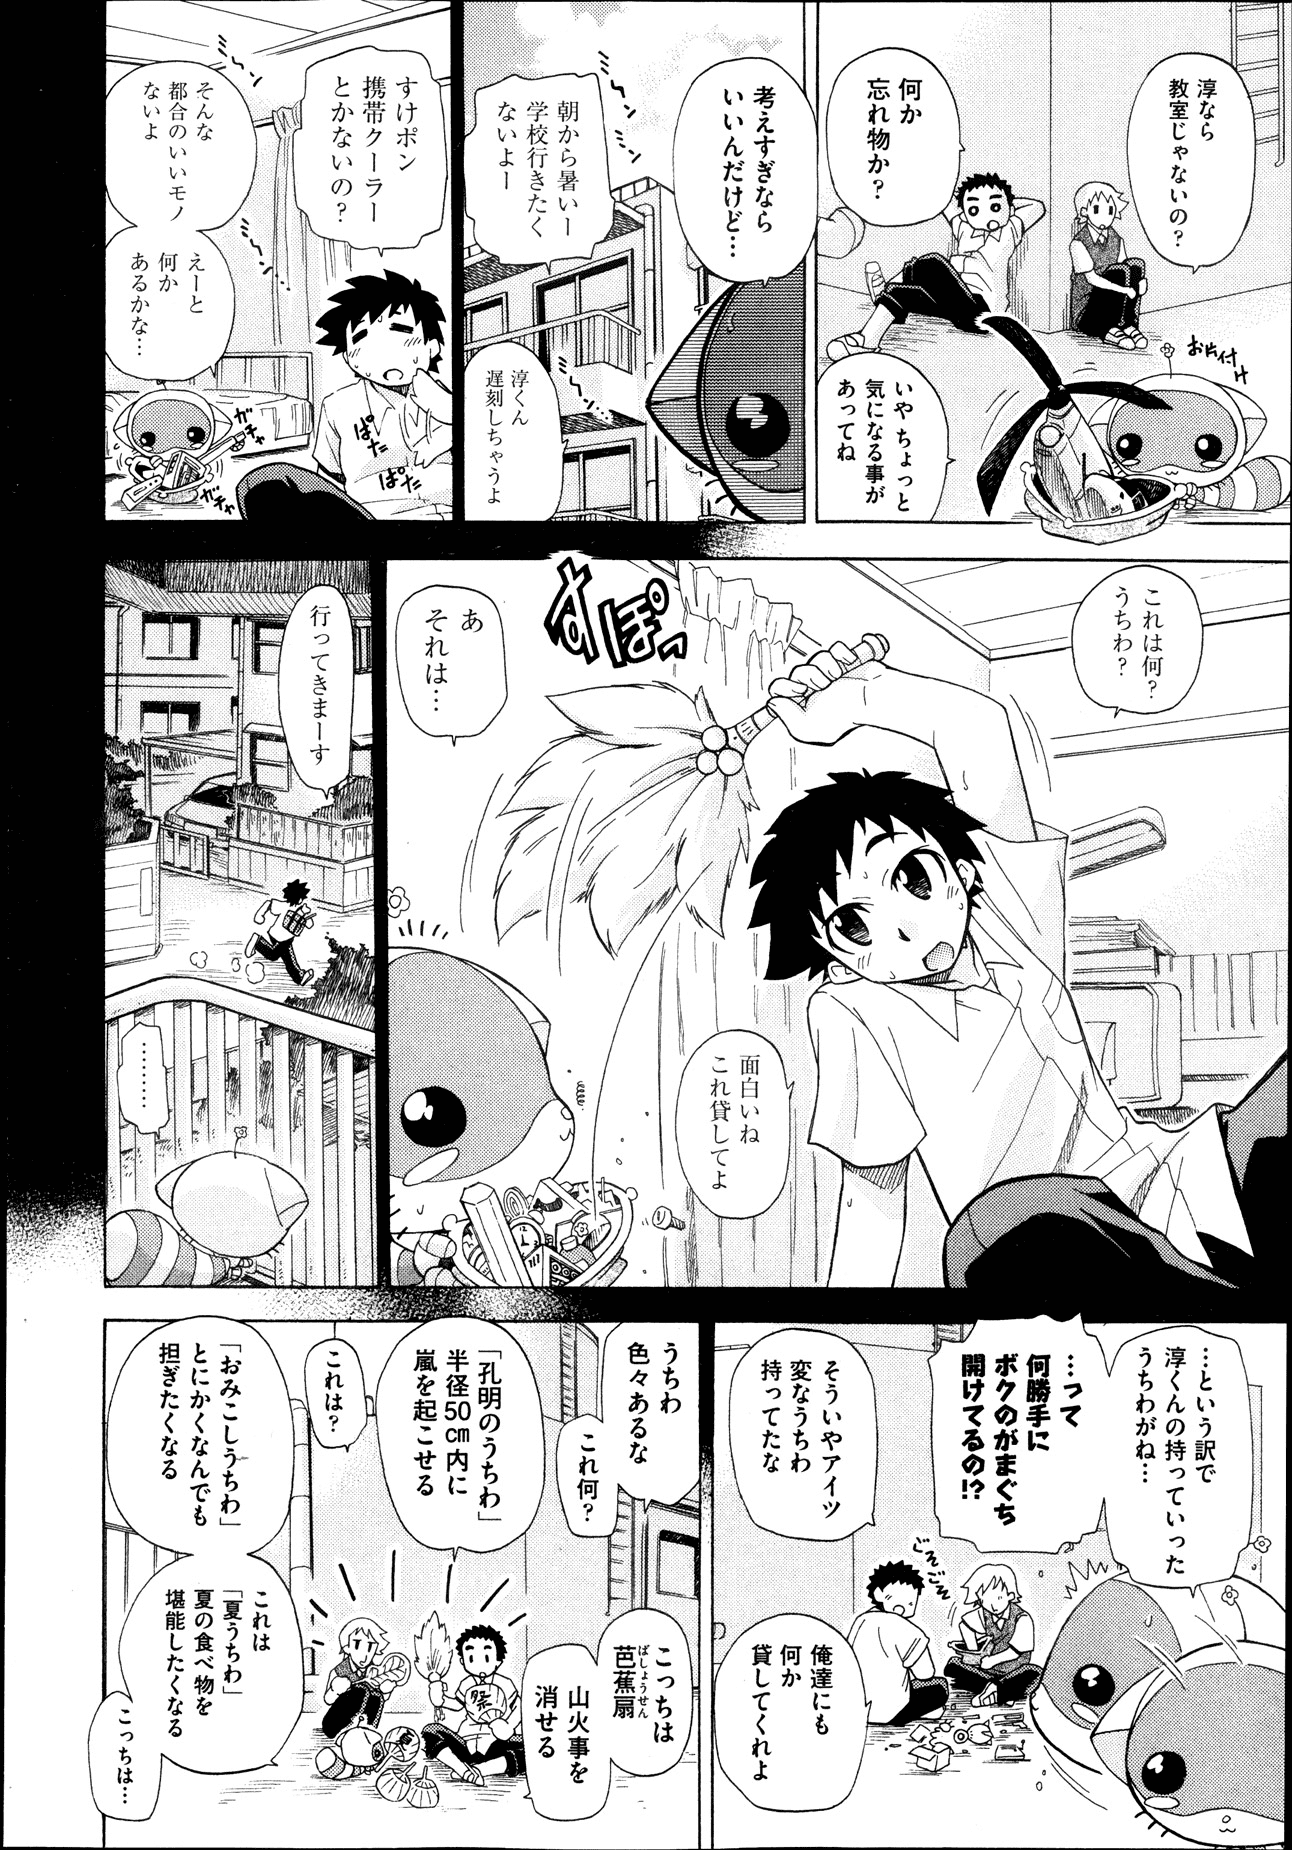 淳なら
教室じゃないの？
何か
忘れ物か？
お片付け
いやちょっと
気になる事が
あってね
考えすぎなら
いいんだけど…
朝から暑いー
学校行きたく
ないよー
淳くん
遅刻しちゃうよ
すけポン
携帯クーラー
とかないの？
そんな
都合のいいモノ
ないよ
えーと
何か
あるかな…
ぱた
ぱた
ガチャ
ガチャ
これは何？
うちわ？
すぽっ
あ
それは…
面白いね
これ貸してよ
行ってきまーす
………
…という訳で
淳くんの持っていった
うちわがね…
…って
何勝手に
ボクのがまぐち
開けてるの!?
ごそごそ
そういやアイツ
変なうちわ
持ってたな
俺達にも
何か
貸してくれよ
うちわ
色々あるな
これ何？
「孔明のうちわ」
半径50cm内に
嵐を起こせる
こっちは
芭蕉扇
ばしょうせん
山火事を
消せる
これは？
「おみこしうちわ」
とにかくなんでも
担ぎたくなる
これは
「夏うちわ」
夏の食べ物を
堪能したくなる
こっちは…
祭